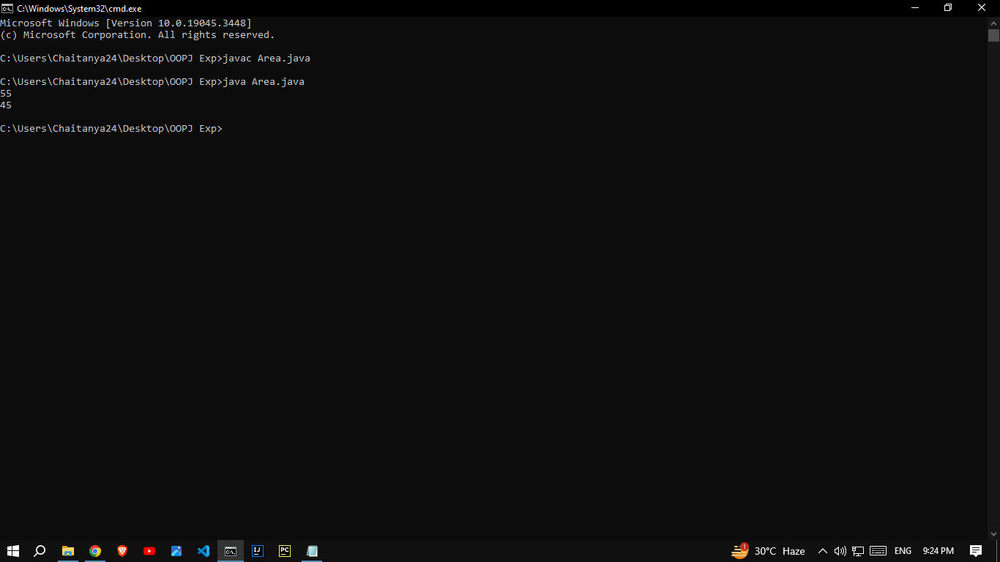 C:\Windows\System32\cmd.exe
Microsoft Windows [Version 10.0.19045.3448]
(c) Microsoft Corporation. All rights reserved.
C:\Users\Chaitanya24\Desktop\OOPJ Exp>javac Area.java
C:\Users\Chaitanya24\Desktop\OOPJ Exp>java Area.java
55
45
C:\Users\Chaitanya24\Desktop\OOPJ Exp>
C:\. IJ PC 1 30°C Haze ENG 9:24 PM